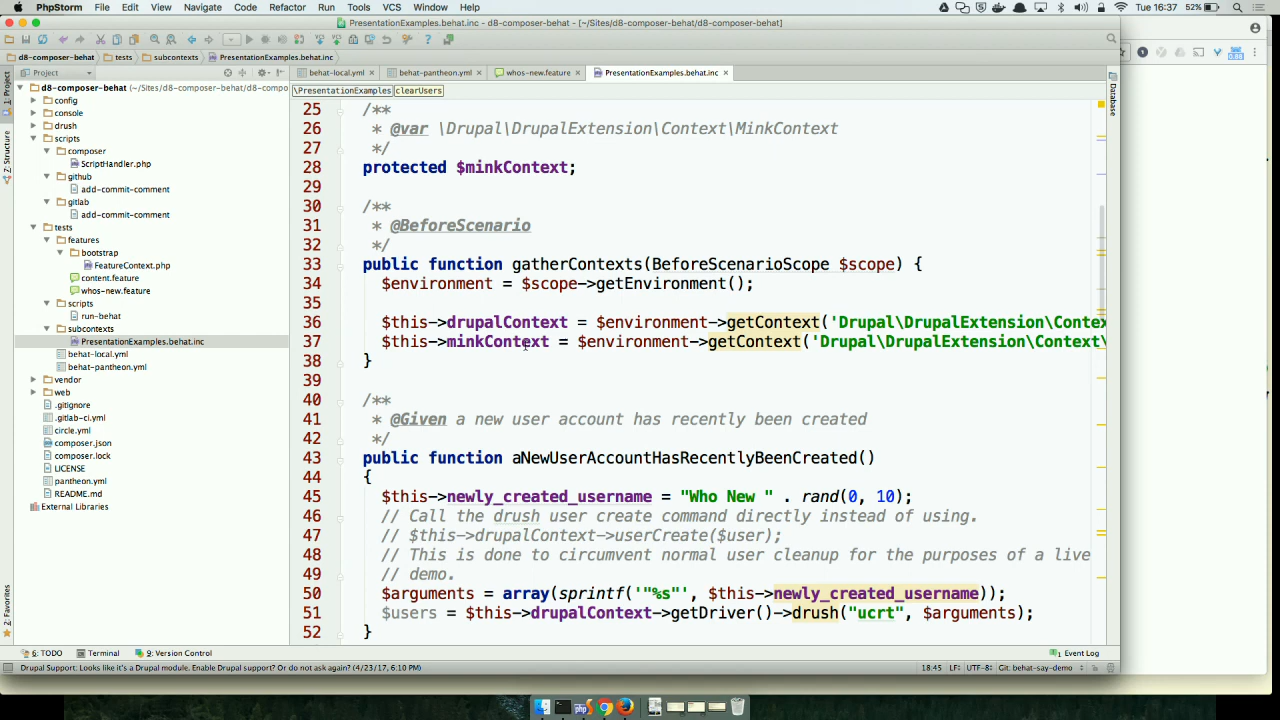 PhpStorm File Edit View Navigate Code Refactor Run Tools VCS Window Help Tue 16:37 52%
PresentationExamples.behat.inc - d8-composer-behat - [~/Sites/d8-composer-behat/d8-composer-behat]
d8-composer-behat tests subcontexts PresentationExamples.behat.inc
Project behat-local.yml behat-pantheon.yml whos-new.feature PresentationExamples.behat.inc
\PresentationExamples clearUsers
1: Project
7: Structure
2: Favorites
Database
d8-composer-behat (~/Sites/d8-composer-behat/d8-compo
config
console
drush
scripts
composer
ScriptHandler.php
github
add-commit-comment
gitlab
add-commit-comment
tests
features
bootstrap
FeatureContext.php
content.feature
whos-new.feature
scripts
run-behat
subcontexts
PresentationExamples.behat.inc
behat-local.yml
behat-pantheon.yml
vendor
web
.gitignore
.gitlab-ci.yml
circle.yml
composer.json
composer.lock
LICENSE
pantheon.yml
README.md
External Libraries
25 /**
26 * @var \Drupal\DrupalExtension\Context\MinkContext
27 */
28 protected $minkContext;
29
30 /**
31 * @BeforeScenario
32 */
33 public function gatherContexts(BeforeScenarioScope $scope) {
34 $environment = $scope->getEnvironment();
35
36 $this->drupalContext = $environment->getContext('Drupal\DrupalExtension\Contex
37 $this->minkContext = $environment->getContext('Drupal\DrupalExtension\Context\
38 }
39
40 /**
41 * @Given a new user account has recently been created
42 */
43 public function aNewUserAccountHasRecentlyBeenCreated()
44 {
45 $this->newly_created_username = "Who New " . rand(0, 10);
46 // Call the drush user create command directly instead of using.
47 // $this->drupalContext->userCreate($user);
48 // This is done to circumvent normal user cleanup for the purposes of a live
49 // demo.
50 $arguments = array(sprintf('"%s"', $this->newly_created_username));
51 $users = $this->drupalContext->getDriver()->drush("ucrt", $arguments);
52 }
6: TODO Terminal 9: Version Control 1 Event Log
Drupal Support: Looks like it's a Drupal module. Enable Drupal support? Or do not ask again? (4/23/17, 6:10 PM) 18:45 LF÷ UTF-8÷ Git: behat-say-demo